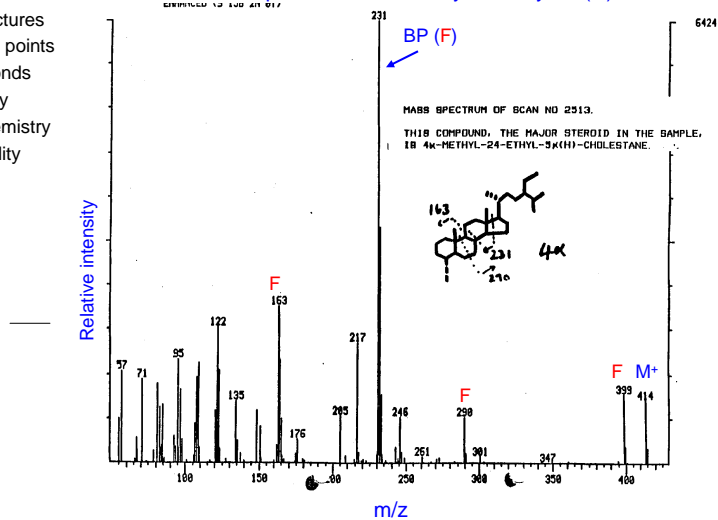 ctures
points
onds
y
emistry
lity
231
6424
BP (F)
MASS SPECTRUM OF SCAN NO 2513.
THIS COMPOUND, THE MAJOR STEROID IN THE SAMPLE,
IS 4α-METHYL-24-ETHYL-5α(H)-CHOLESTANE.
Relative intensity
163
231
290
4α
F
163
122
217
F M+
95
57
71
135
F
399
414
205
246
290
176
261
301
347
100
150
200
250
300
350
400
m/z